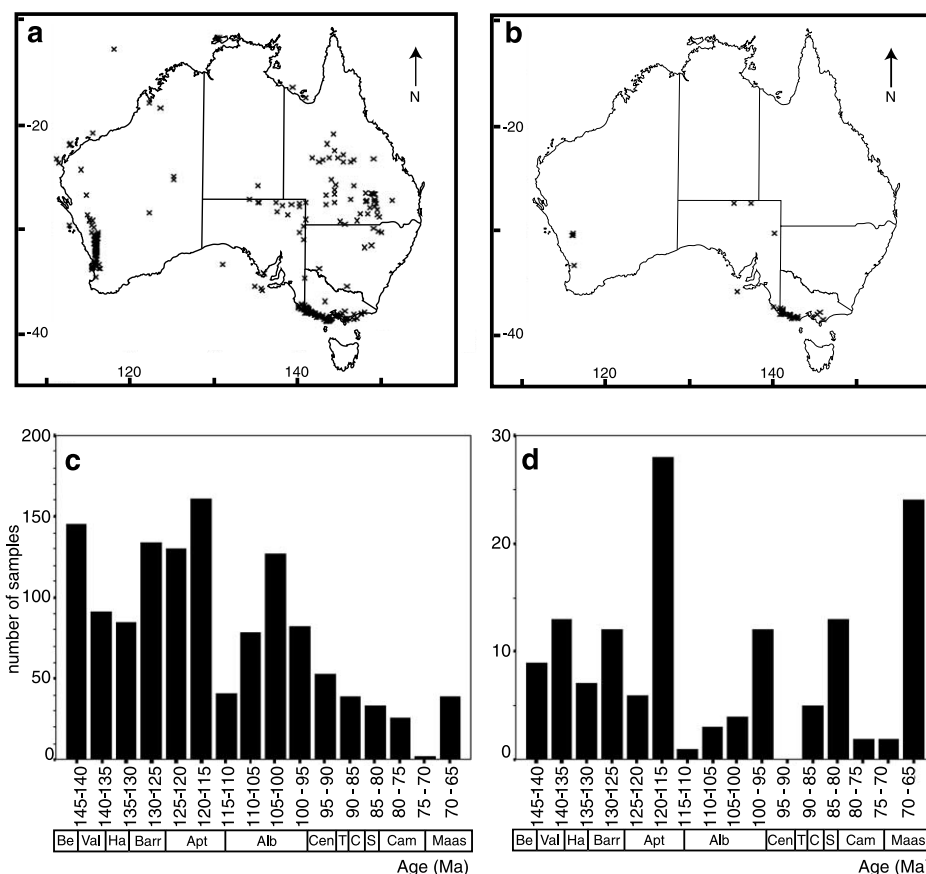 a
N
-20
-40
120
140
b
N
-20
-30
-40
120
140
c
200
150
100
50
0
number of samples
145-140
140-135
135-130
130-125
125-120
120-115
115-110
110-105
105-100
100 - 95
95 - 90
90 - 85
85 - 80
80 - 75
75 - 70
70 - 65
Be Val Ha Barr Apt Alb Cen T C S Cam Maas
Age (Ma)
d
30
20
10
0
145-140
140-135
135-130
130-125
125-120
120-115
115-110
110-105
105-100
100 - 95
95 - 90
90 - 85
85 - 80
80 - 75
75 - 70
70 - 65
Be Val Ha Barr Apt Alb Cen T C S Cam Maas
Age (Ma)